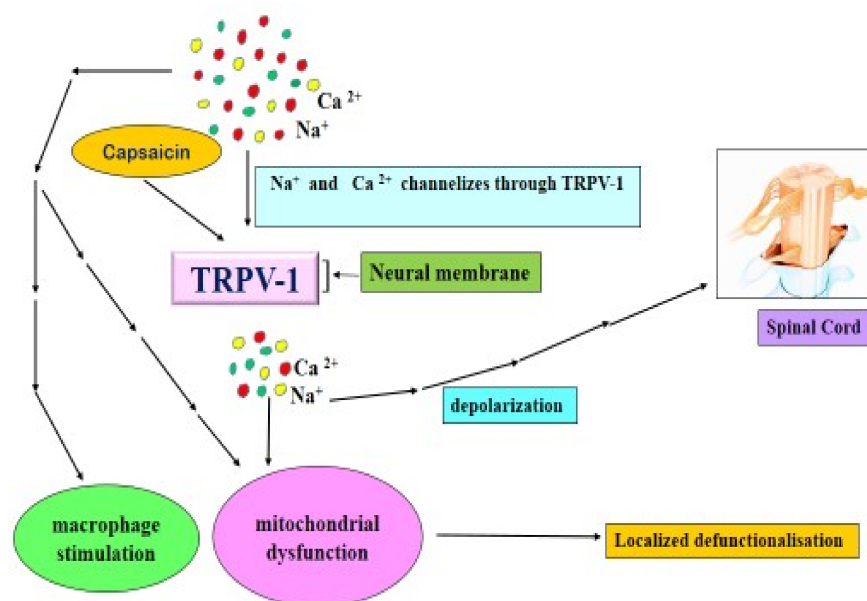 Ca 2+
Na+
Capsaicin
Na+ and Ca 2+ channelizes through TRPV-1
TRPV-1
Neural membrane
Spinal Cord
Ca 2+
Na+
depolarization
macrophage
stimulation
mitochondrial
dysfunction
Localized defunctionalisation